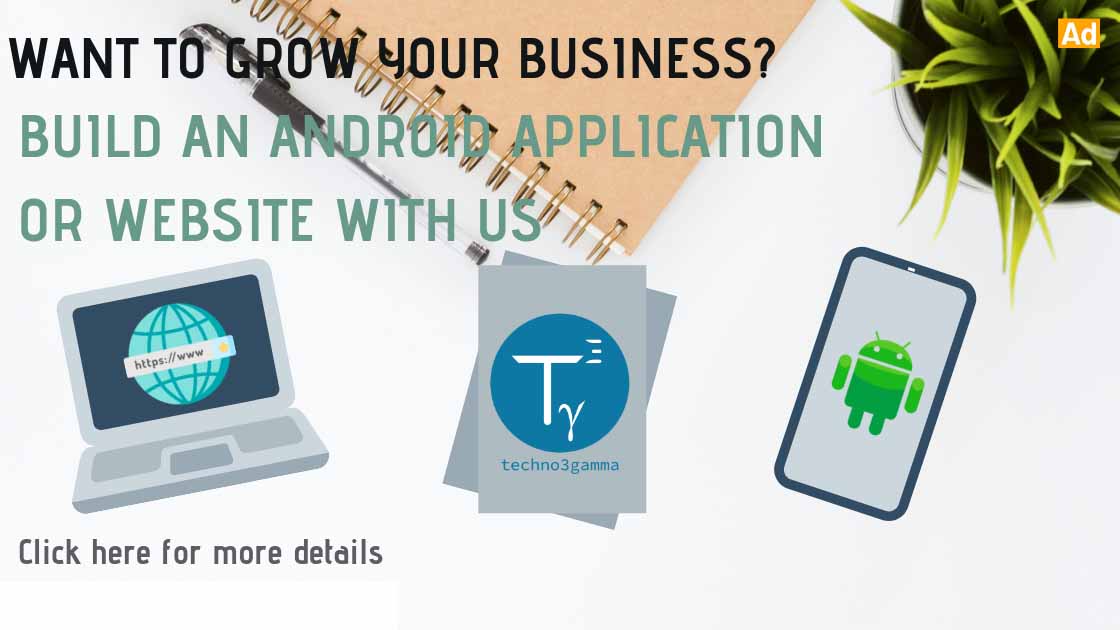 Ad
WANT TO GROW YOUR BUSINESS?
BUILD AN ANDROID APPLICATION
OR WEBSITE WITH US
https://www
techno3gamma
Click here for more details